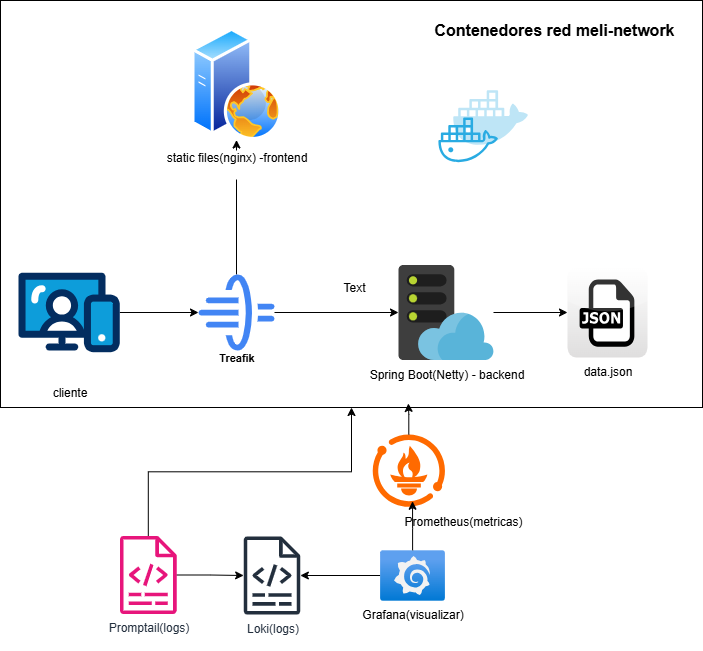 Contenedores red meli-network
static files(nginx) -frontend
Text
Treafik
JSON
Spring Boot(Netty) - backend
data.json
cliente
Prometheus(metricas)
Grafana(visualizar)
Promptail(logs)
Loki(logs)